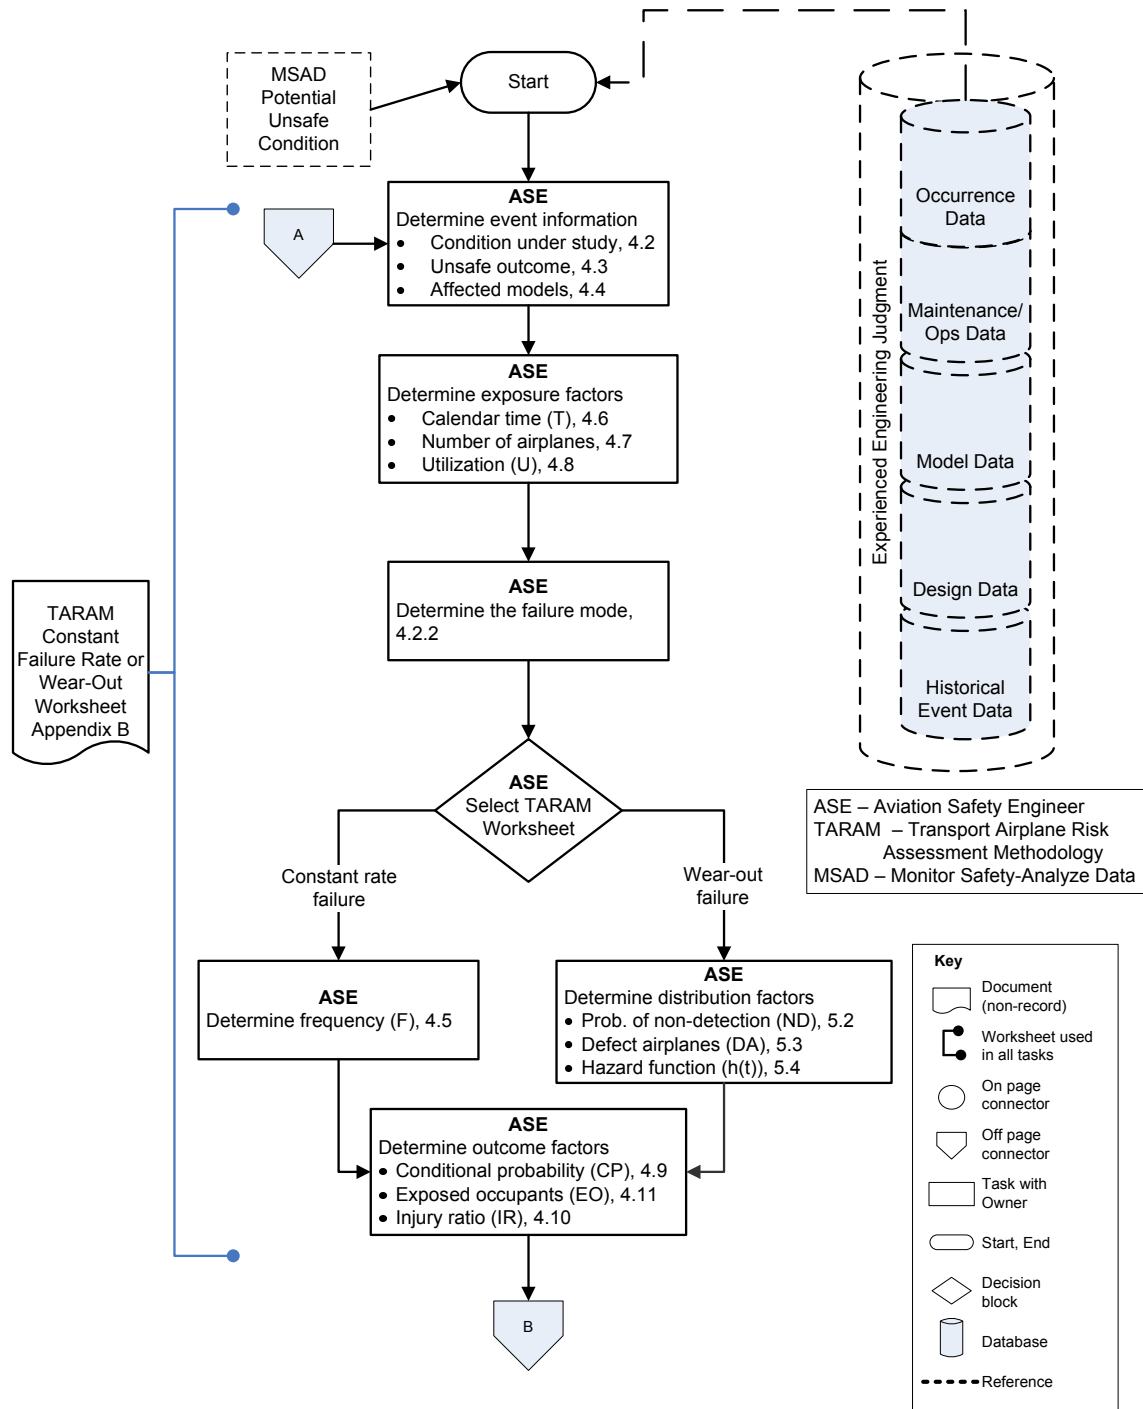 MSAD
Potential
Unsafe
Condition
Start
ASE
Determine event information
• Condition under study, 4.2
• Unsafe outcome, 4.3
• Affected models, 4.4
A
ASE
Determine exposure factors
• Calendar time (T), 4.6
• Number of airplanes, 4.7
• Utilization (U), 4.8
ASE
Determine the failure mode,
4.2.2
TARAM
Constant
Failure Rate or
Wear-Out
Worksheet
Appendix B
ASE
Select TARAM
Worksheet
Constant rate
failure
Wear-out
failure
ASE
Determine frequency (F), 4.5
ASE
Determine distribution factors
• Prob. of non-detection (ND), 5.2
• Defect airplanes (DA), 5.3
• Hazard function (h(t)), 5.4
ASE
Determine outcome factors
• Conditional probability (CP), 4.9
• Exposed occupants (EO), 4.11
• Injury ratio (IR), 4.10
B
Experienced Engineering Judgment
Occurrence
Data
Maintenance/
Ops Data
Model Data
Design Data
Historical
Event Data
ASE – Aviation Safety Engineer
TARAM – Transport Airplane Risk
Assessment Methodology
MSAD – Monitor Safety-Analyze Data
Key
Document
(non-record)
Worksheet used
in all tasks
On page
connector
Off page
connector
Task with
Owner
Start, End
Decision
block
Database
Reference